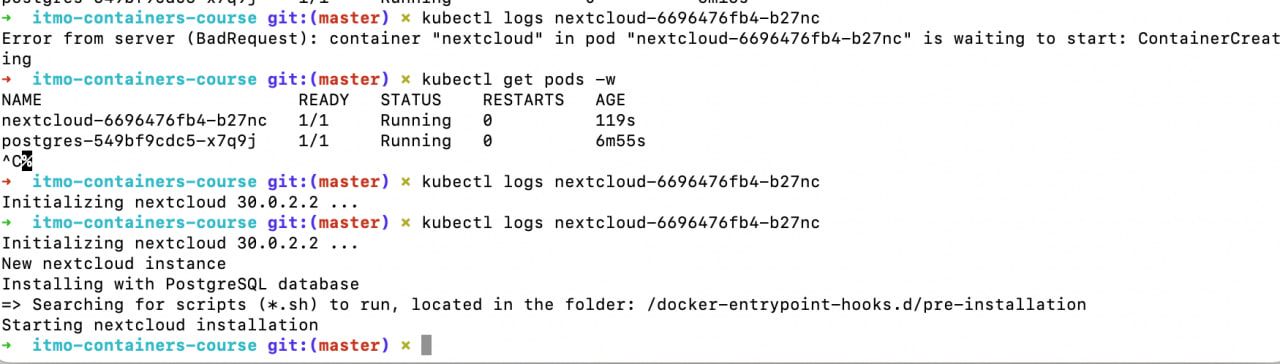 postgres-549bf9cdc5-x7q9j 1/1 Running 0 6m18s
➜ itmo-containers-course git:(master) × kubectl logs nextcloud-6696476fb4-b27nc
Error from server (BadRequest): container "nextcloud" in pod "nextcloud-6696476fb4-b27nc" is waiting to start: ContainerCreat
ing
➜ itmo-containers-course git:(master) × kubectl get pods -w
NAME READY STATUS RESTARTS AGE
nextcloud-6696476fb4-b27nc 1/1 Running 0 119s
postgres-549bf9cdc5-x7q9j 1/1 Running 0 6m55s
^C%
➜ itmo-containers-course git:(master) × kubectl logs nextcloud-6696476fb4-b27nc
Initializing nextcloud 30.0.2.2 ...
➜ itmo-containers-course git:(master) × kubectl logs nextcloud-6696476fb4-b27nc
Initializing nextcloud 30.0.2.2 ...
New nextcloud instance
Installing with PostgreSQL database
=> Searching for scripts (*.sh) to run, located in the folder: /docker-entrypoint-hooks.d/pre-installation
Starting nextcloud installation
➜ itmo-containers-course git:(master) ×